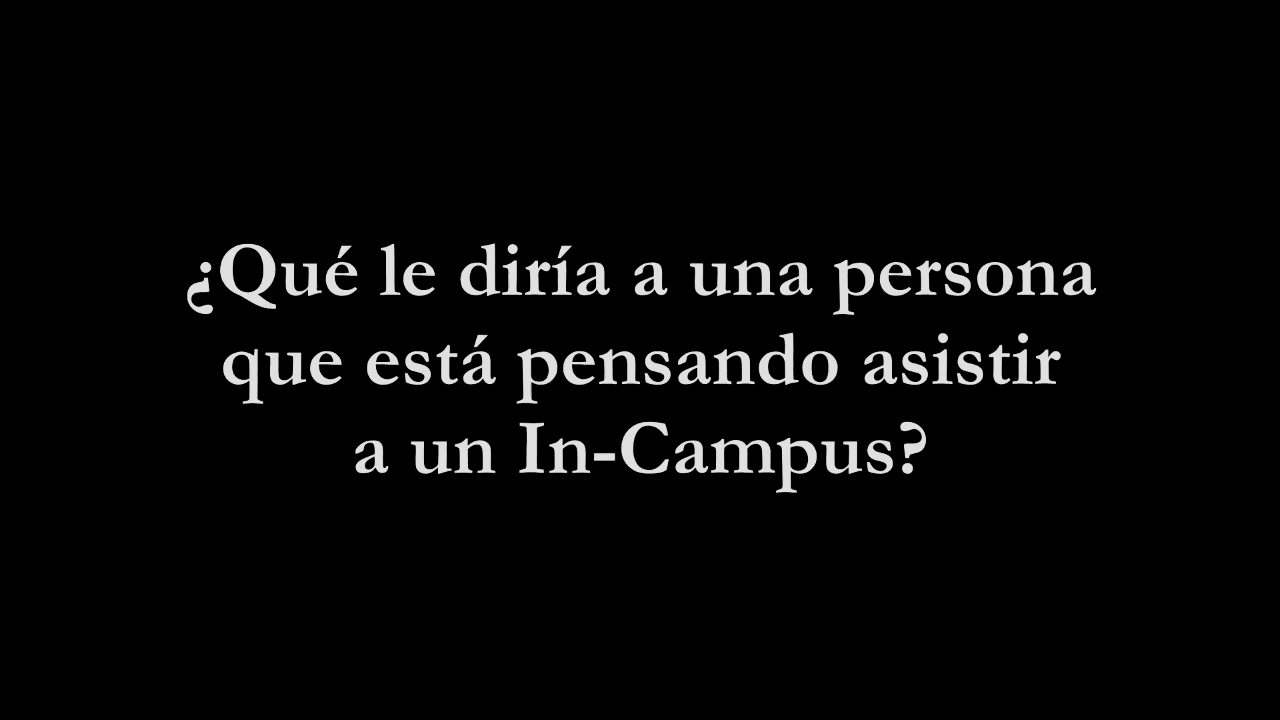 ¿Qué le diría a una persona
que está pensando asistir
a un In-Campus?